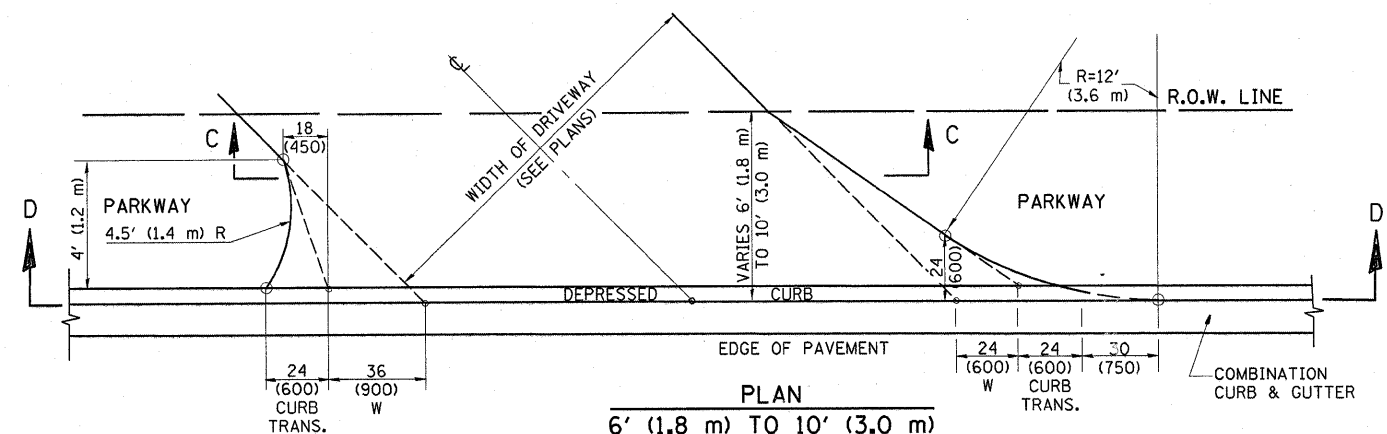 ℄
R=12'
(3.6 m)
R.O.W. LINE
WIDTH OF DRIVEWAY
(SEE PLANS)
C
18
(450)
C
VARIES 6' (1.8 m)
TO 10' (3.0 m)
D
4' (1.2 m)
PARKWAY
4.5' (1.4 m) R
PARKWAY
D
24
(600)
DEPRESSED CURB
EDGE OF PAVEMENT
24
(600)
CURB
TRANS.
36
(900)
W
24
(600)
W
24
(600)
CURB
TRANS.
30
(750)
COMBINATION
CURB & GUTTER
PLAN
6' (1.8 m) TO 10' (3.0 m)